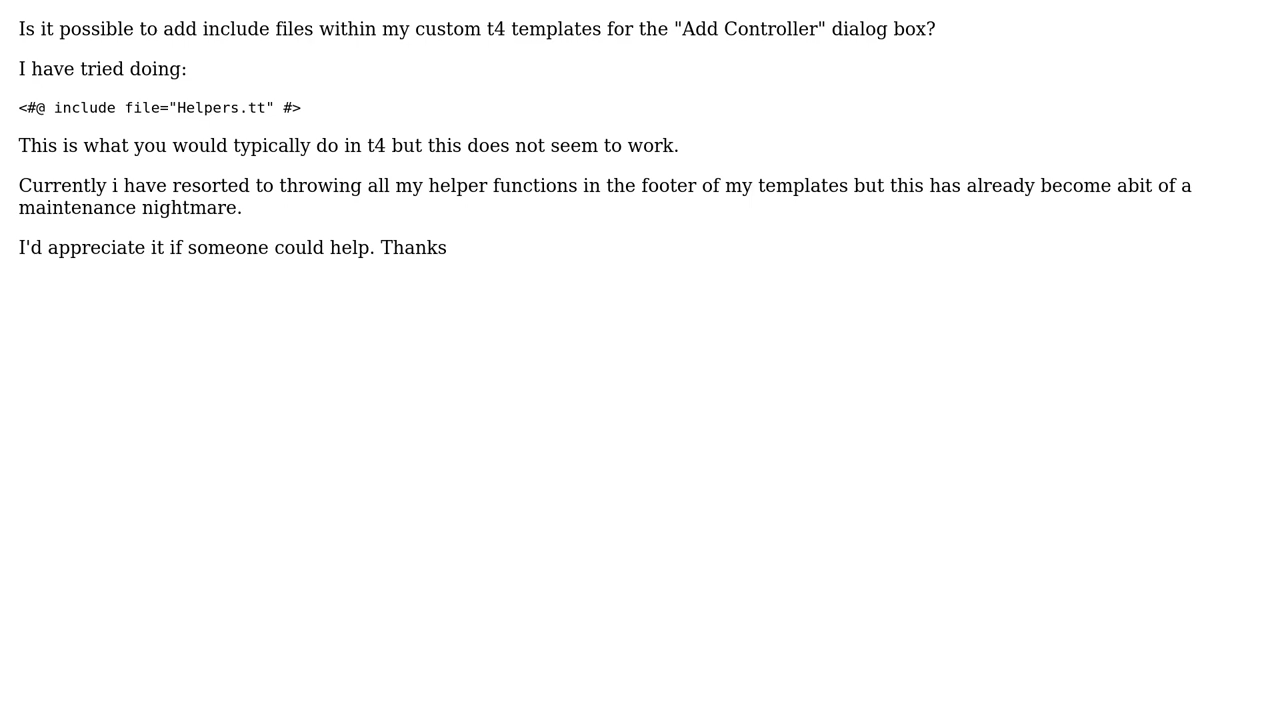 Is it possible to add include files within my custom t4 templates for the "Add Controller" dialog box?
I have tried doing:
<#@ include file="Helpers.tt" #>
This is what you would typically do in t4 but this does not seem to work.
Currently i have resorted to throwing all my helper functions in the footer of my templates but this has already become abit of a
maintenance nightmare.
I'd appreciate it if someone could help. Thanks